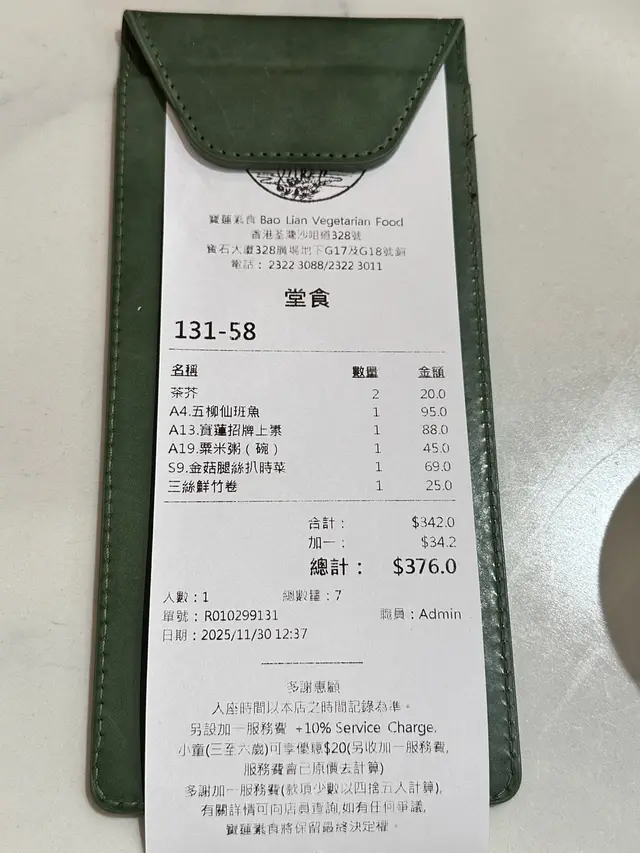 寶蓮素食 Bao Lian Vegetarian Food
香港荃灣沙咀道328號
寶石大廈328廣場地下G17及G18號舖
電話： 2322 3088/2322 3011
堂食
131-58
名稱 數量 金額
茶芥 2 20.0
A4.五柳仙班魚 1 95.0
A13.寶蓮招牌上素 1 88.0
A19.粟米粥（碗） 1 45.0
S9.金菇腿絲扒時菜 1 69.0
三絲鮮竹卷 1 25.0
合計： $342.0
加一： $34.2
總計： $376.0
人數：1 總數量：7
單號：R010299131 職員：Admin
日期：2025/11/30 12:37
多謝惠顧
入座時間以本店之時間記錄為準。
另設加一服務費 +10% Service Charge.
小童(三至六歲)可享優穩$20(另收加一服務費,
服務費會已原價去計算)
多謝加一服務費(款項少數以四捨五人計算),
有關詳情可向店員查詢,如有任何爭議,
寶蓮素食將保留最終決定權。